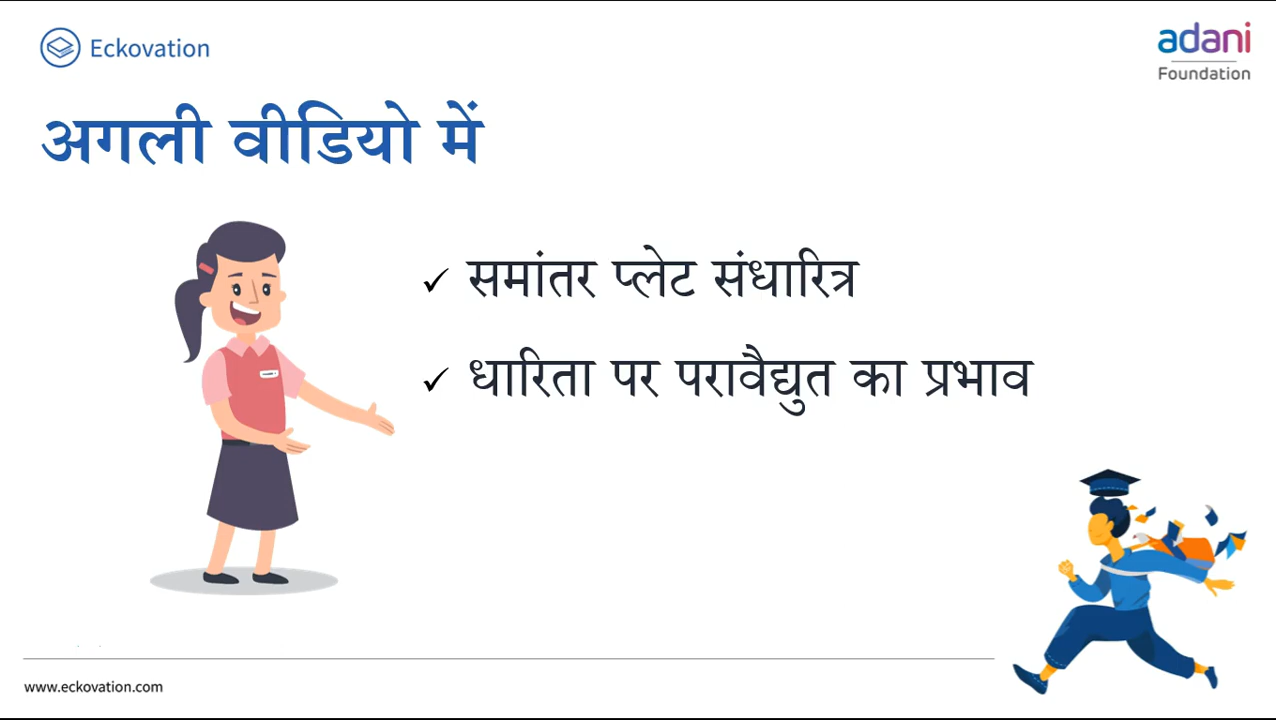 Eckovation
adani
Foundation
अगली वीडियो में
✓ समांतर प्लेट संधारित्र
✓ धारिता पर परावैद्युत का प्रभाव
www.eckovation.com